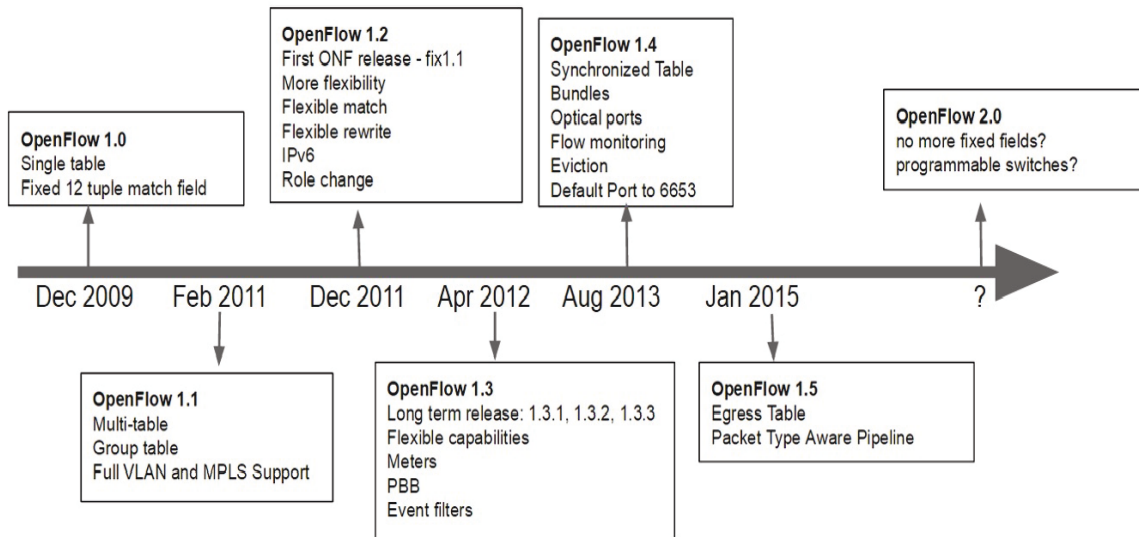 OpenFlow 1.0
Single table
Fixed 12 tuple match field
OpenFlow 1.2
First ONF release - fix1.1
More flexibility
Flexible match
Flexible rewrite
IPv6
Role change
OpenFlow 1.4
Synchronized Table
Bundles
Optical ports
Flow monitoring
Eviction
Default Port to 6653
OpenFlow 2.0
no more fixed fields?
programmable switches?
Dec 2009
Feb 2011
Dec 2011
Apr 2012
Aug 2013
Jan 2015
?
OpenFlow 1.1
Multi-table
Group table
Full VLAN and MPLS Support
OpenFlow 1.3
Long term release: 1.3.1, 1.3.2, 1.3.3
Flexible capabilities
Meters
PBB
Event filters
OpenFlow 1.5
Egress Table
Packet Type Aware Pipeline